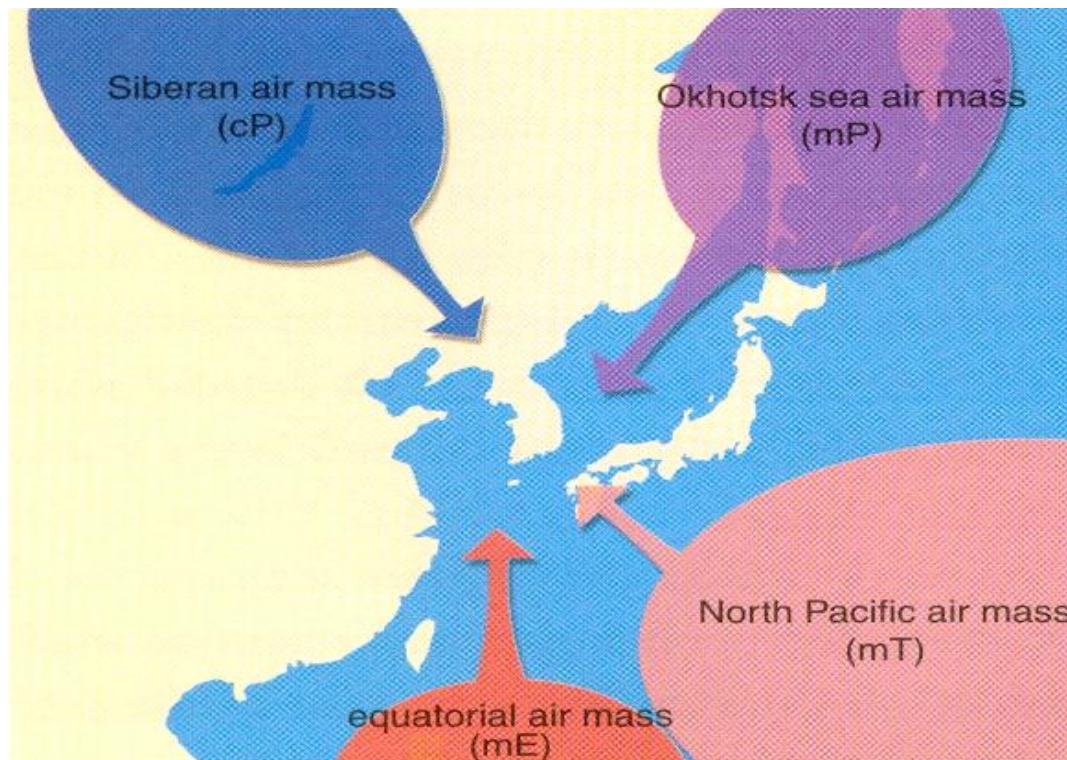 Siberan air mass
(cP)
Okhotsk sea air mass
(mP)
North Pacific air mass
(mT)
equatorial air mass
(mE)